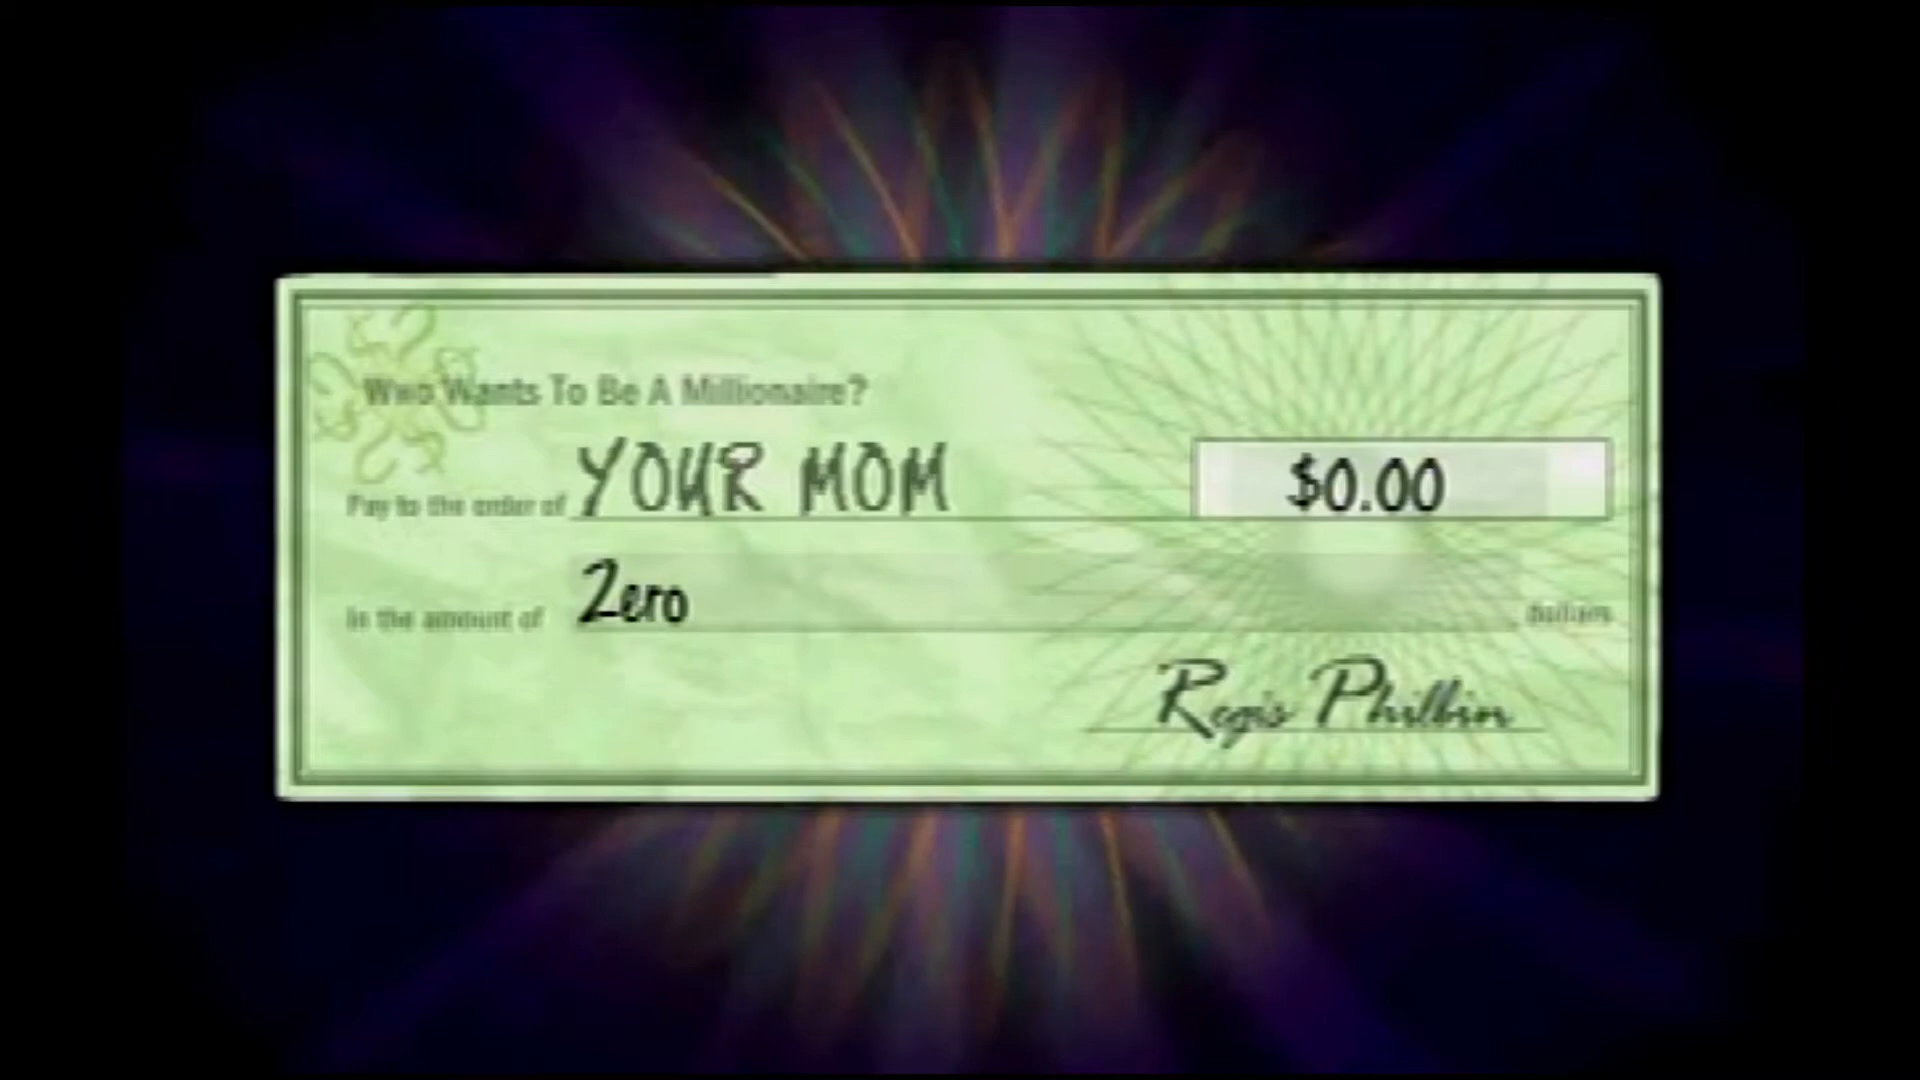 Who Wants To Be A Millionaire?
Pay to the order of YOUR MOM $0.00
In the amount of Zero dollars
Regis Philbin